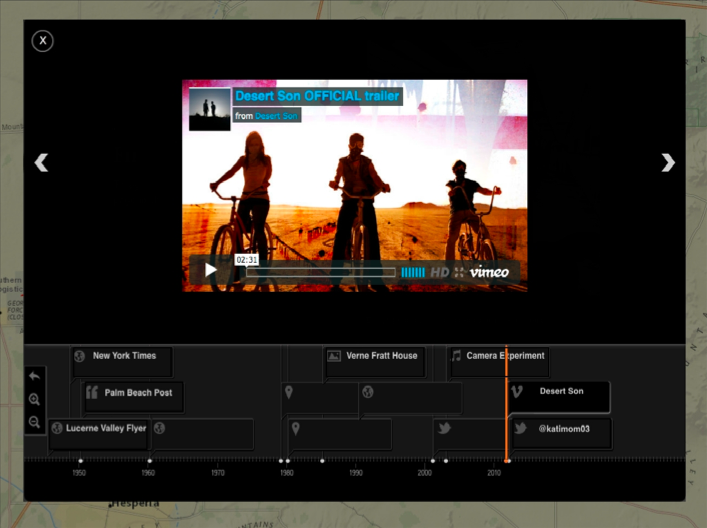 X
Desert Son OFFICIAL trailer
from Desert Son
02:31
HD
vimeo
New York Times
Verne Fratt House
Camera Experiment
Palm Beach Post
Desert Son
Lucerne Valley Flyer
@katimom03
1950
1960
1970
1980
1990
2000
2010
Hesperia